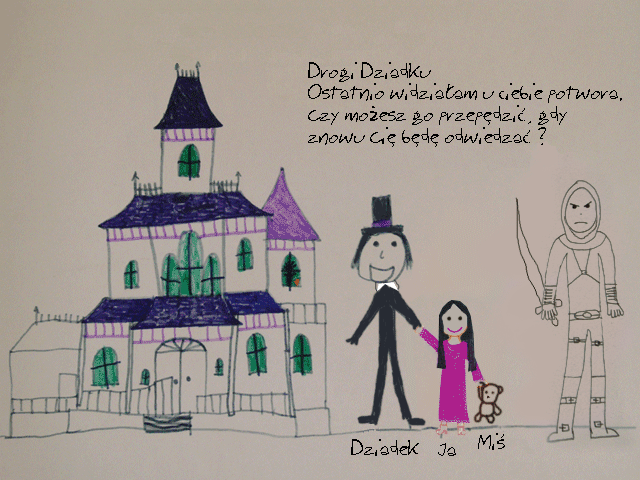 Drogi Dziadku
Ostatnio widziałam u ciebie potwora.
Czy możesz go przepędzić, gdy
znowu Cię będę odwiedzać?
Dziadek Ja Miś